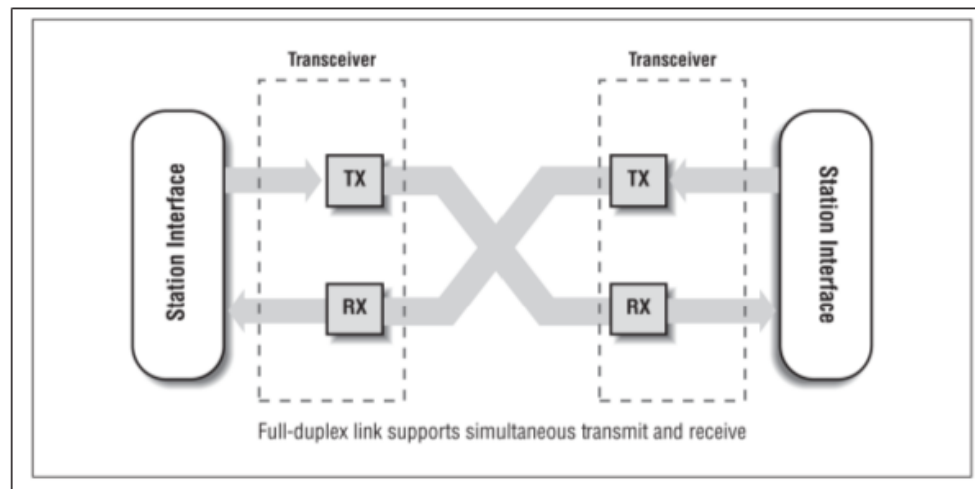 Transceiver
Transceiver
Station Interface
TX
TX
Station Interface
RX
RX
Full-duplex link supports simultaneous transmit and receive